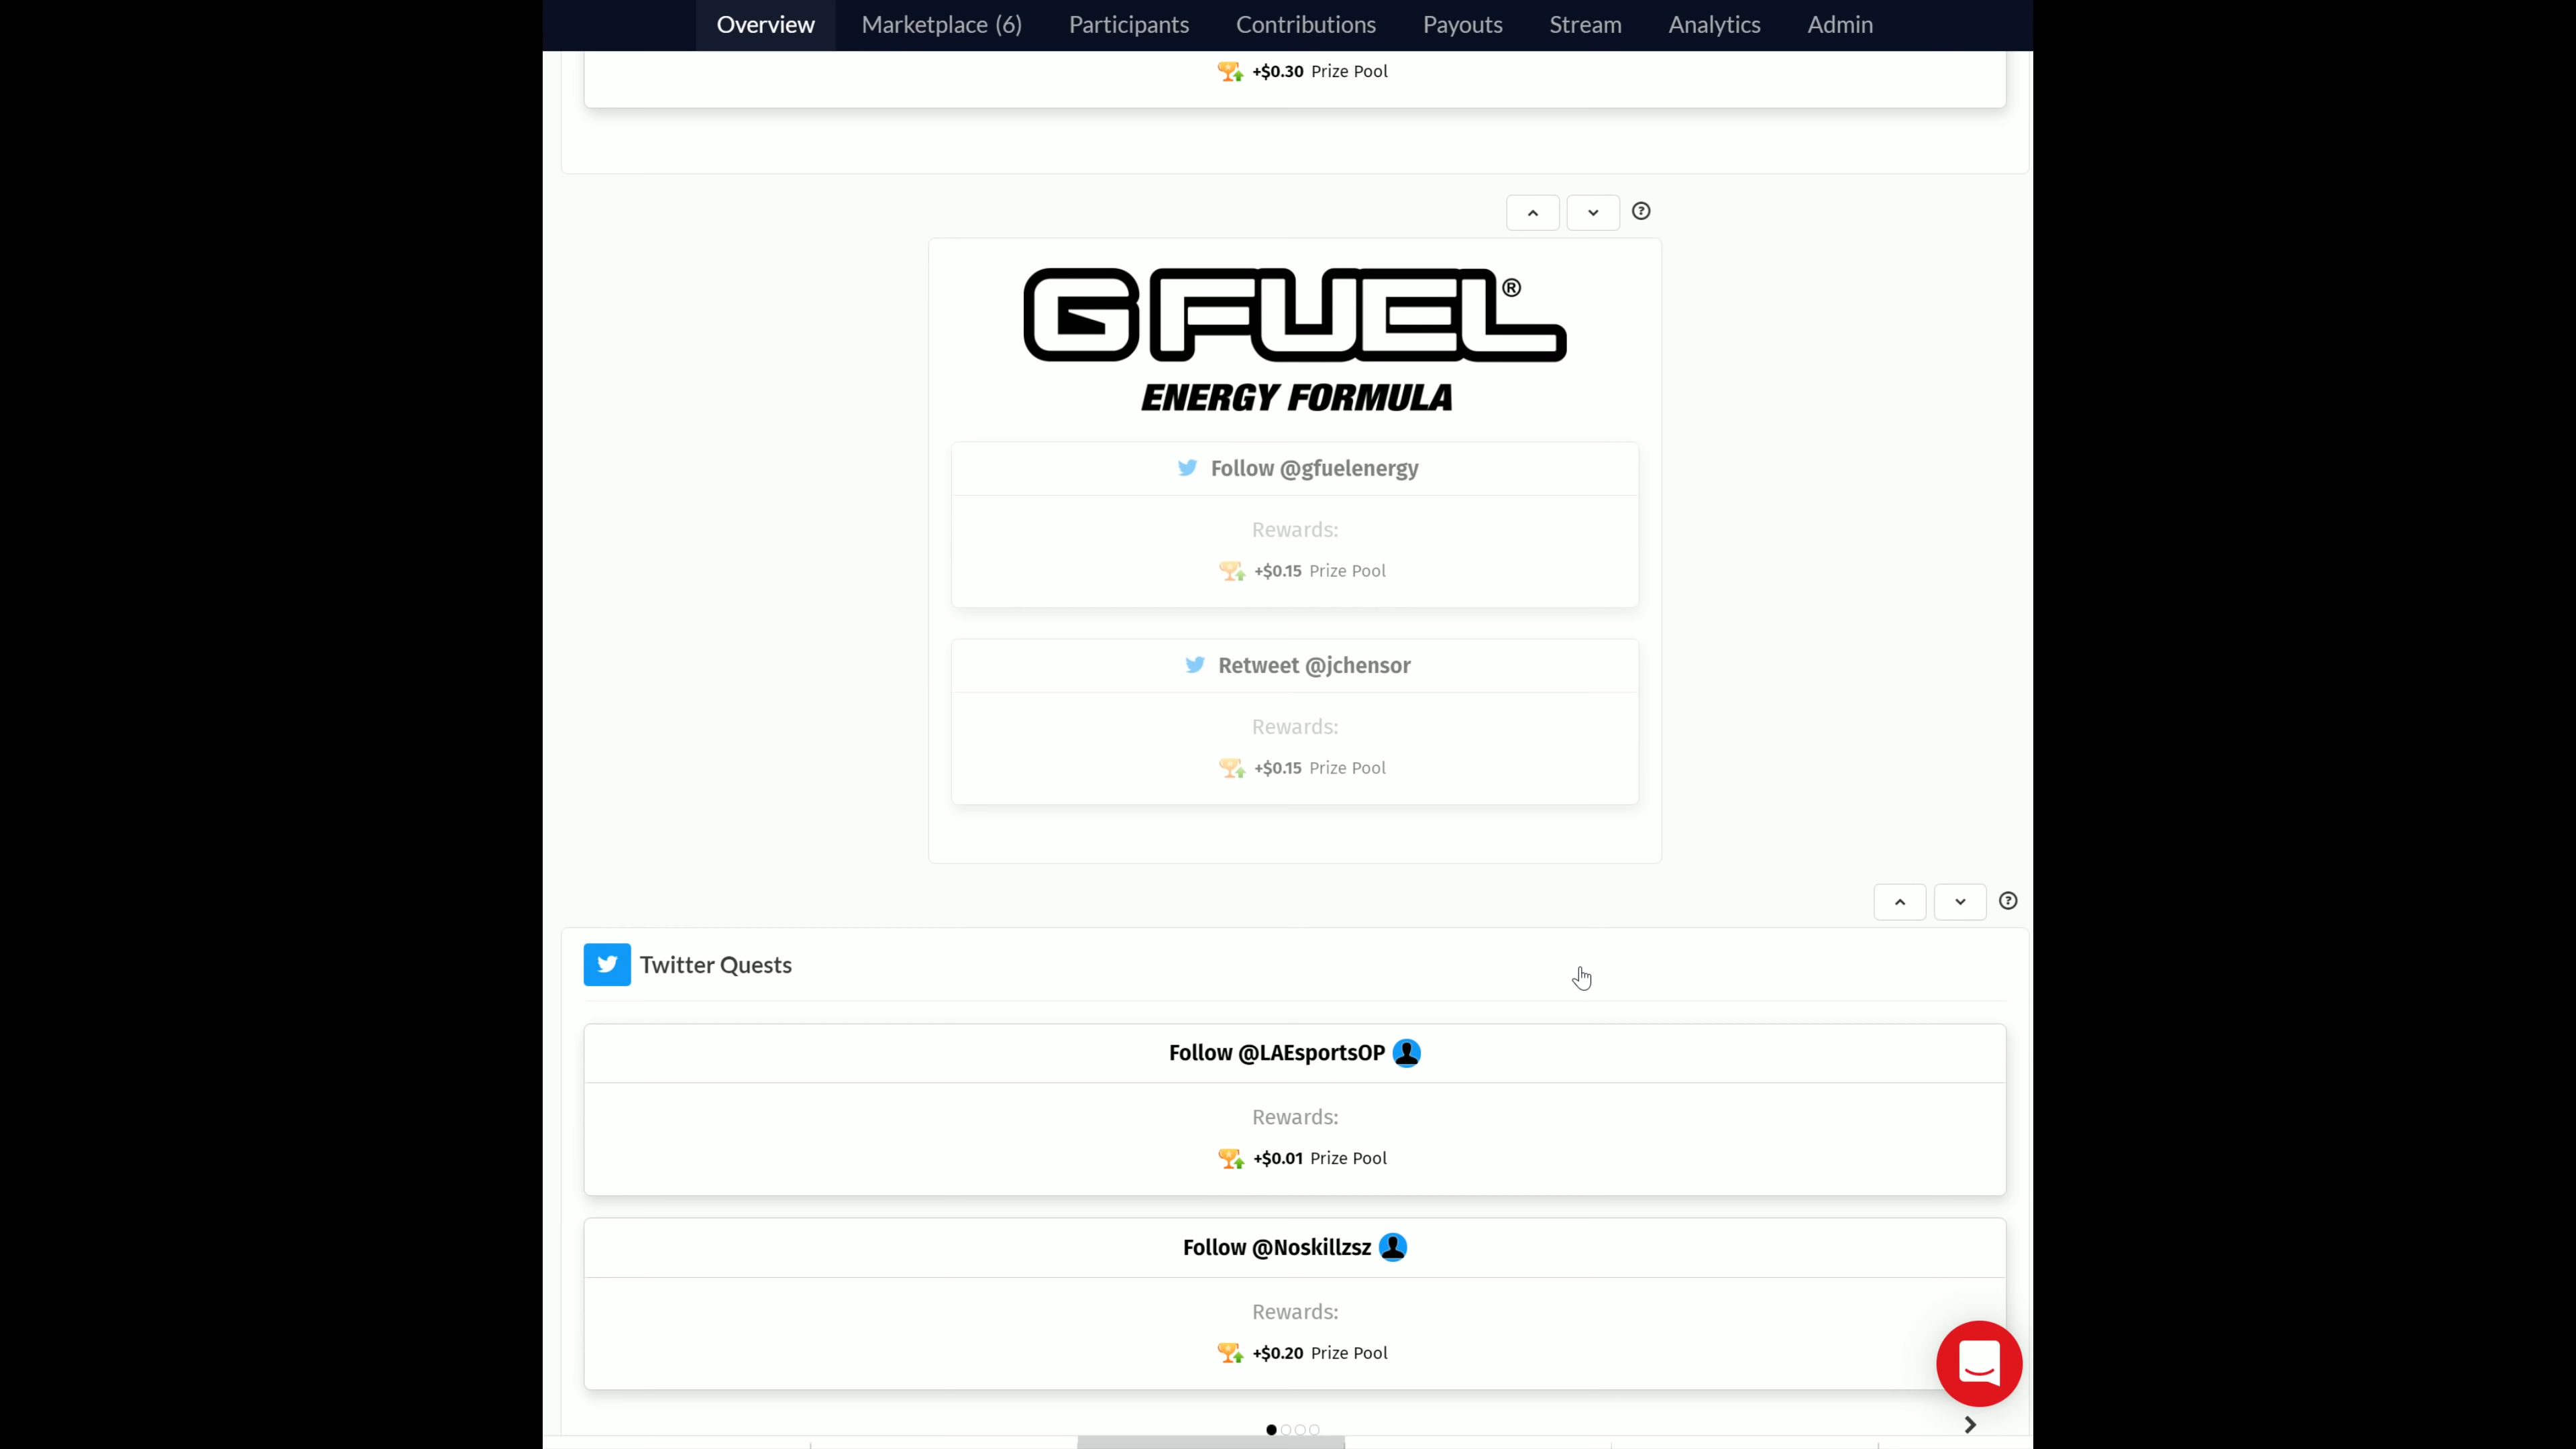 Overview Marketplace (6) Participants Contributions Payouts Stream Analytics Admin
+$0.30 Prize Pool
G FUEL®
ENERGY FORMULA
Follow @gfuelenergy
Rewards:
+$0.15 Prize Pool
Retweet @jchensor
Rewards:
+$0.15 Prize Pool
Twitter Quests
Follow @LAEsportsOP
Rewards:
+$0.01 Prize Pool
Follow @Noskillzsz
Rewards:
+$0.20 Prize Pool